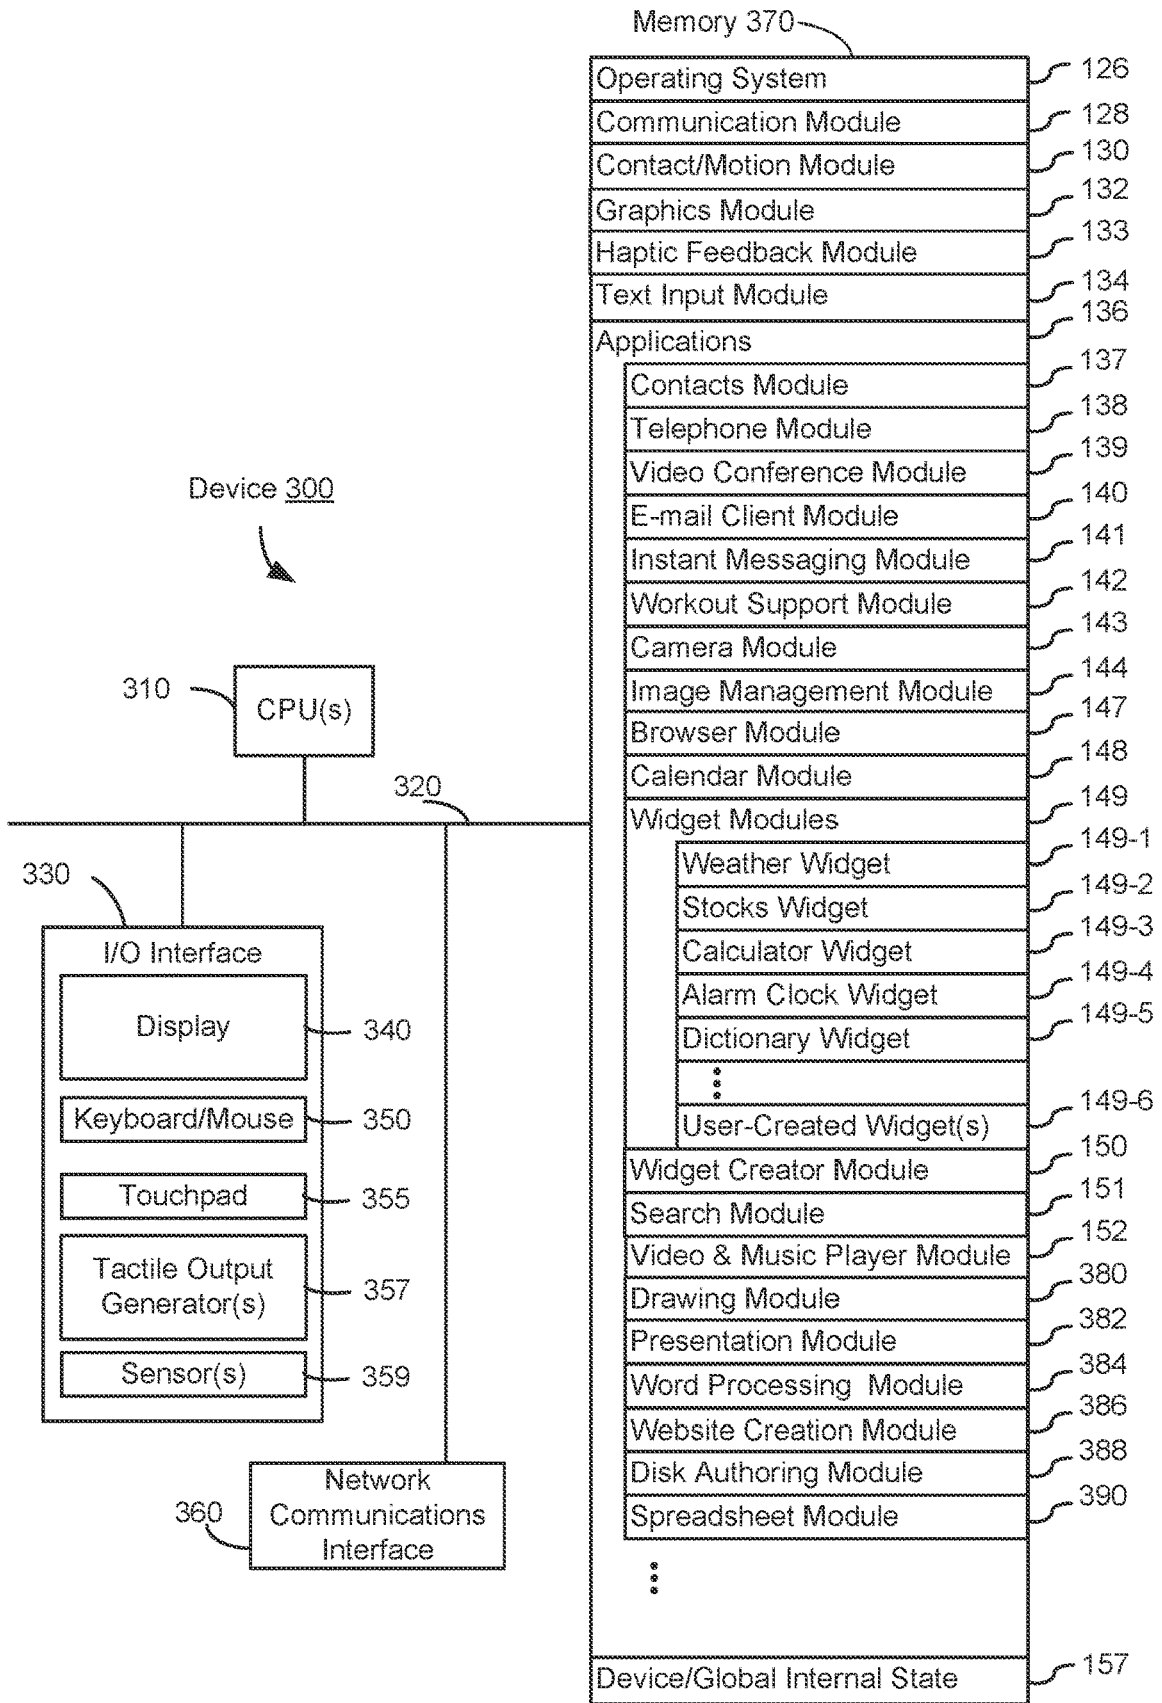 Memory 370
Operating System 126
Communication Module 128
Contact/Motion Module 130
Graphics Module 132
Haptic Feedback Module 133
Text Input Module 134
Applications 136
Contacts Module 137
Telephone Module 138
Video Conference Module 139
E-mail Client Module 140
Instant Messaging Module 141
Workout Support Module 142
Camera Module 143
Image Management Module 144
Browser Module 147
Calendar Module 148
Widget Modules 149
Weather Widget 149-1
Stocks Widget 149-2
Calculator Widget 149-3
Alarm Clock Widget 149-4
Dictionary Widget 149-5
User-Created Widget(s) 149-6
Widget Creator Module 150
Search Module 151
Video & Music Player Module 152
Drawing Module 380
Presentation Module 382
Word Processing Module 384
Website Creation Module 386
Disk Authoring Module 388
Spreadsheet Module 390
Device/Global Internal State 157
Device 300
310
CPU(s)
320
330
I/O Interface
Display 340
Keyboard/Mouse 350
Touchpad 355
Tactile Output
Generator(s) 357
Sensor(s) 359
360
Network
Communications
Interface